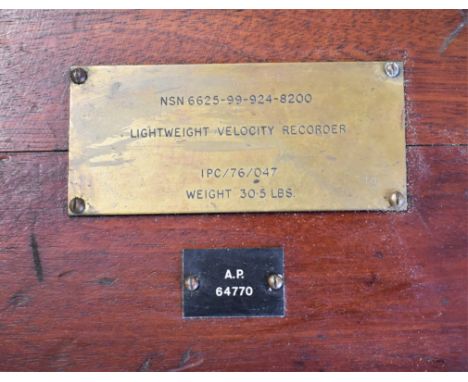 NSN 6625-99-924-8200
LIGHTWEIGHT VELOCITY RECORDER
IPC/76/047
WEIGHT 30·5 LBS.
A.P.
64770